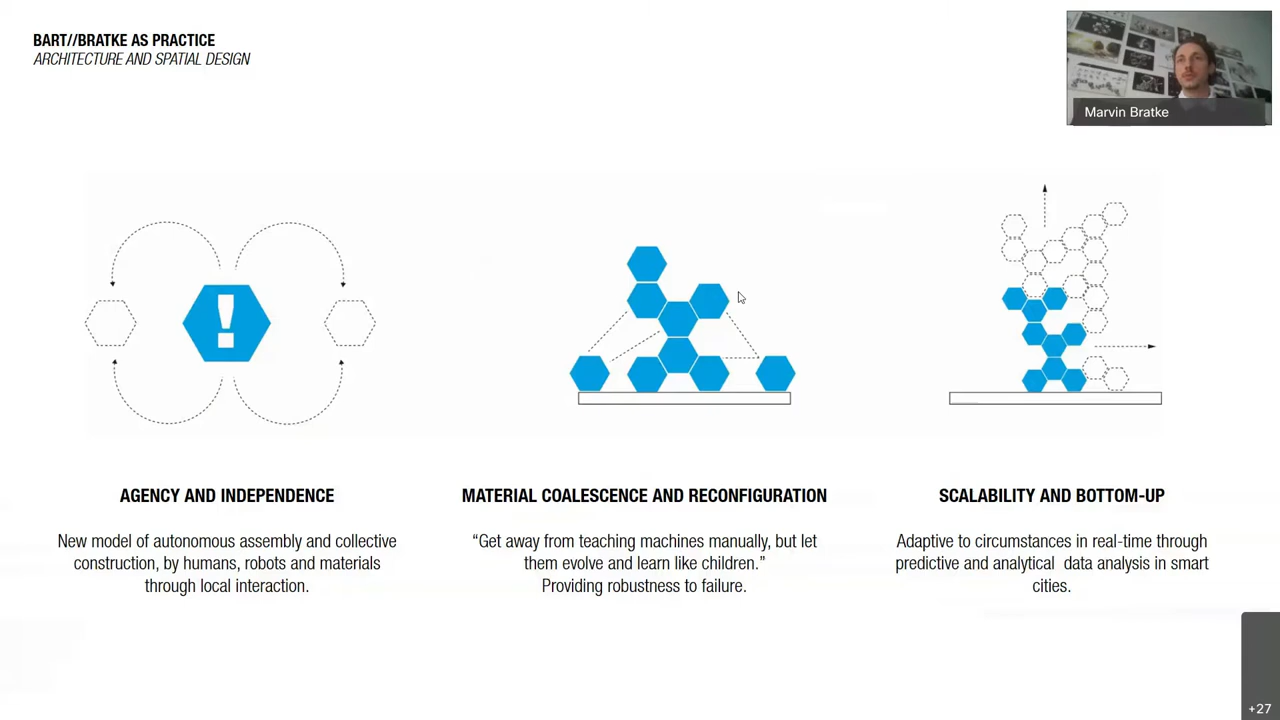 BART//BRATKE AS PRACTICE
ARCHITECTURE AND SPATIAL DESIGN
Marvin Bratke
!
AGENCY AND INDEPENDENCE
New model of autonomous assembly and collective
construction, by humans, robots and materials
through local interaction.
MATERIAL COALESCENCE AND RECONFIGURATION
“Get away from teaching machines manually, but let
them evolve and learn like children.”
Providing robustness to failure.
SCALABILITY AND BOTTOM-UP
Adaptive to circumstances in real-time through
predictive and analytical  data analysis in smart
cities.
+27